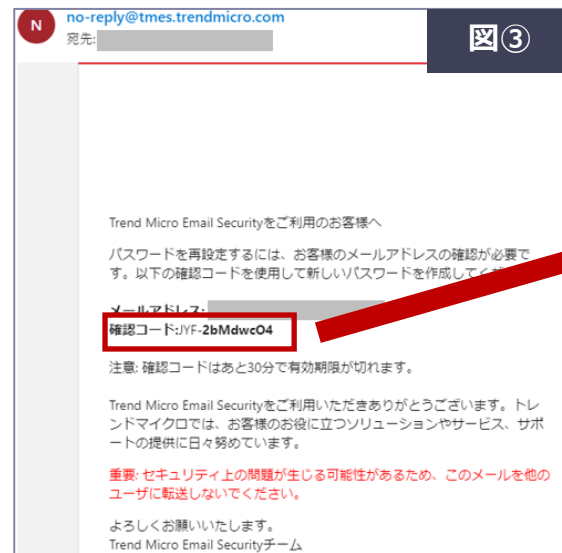 N
no-reply@tmes.trendmicro.com
宛先:
図③
Trend Micro Email Securityをご利用のお客様へ
パスワードを再設定するには、お客様のメールアドレスの確認が必要で
す。以下の確認コードを使用して新しいパスワードを作成してく
メールアドレス:
確認コード:JYF-2bMdwcO4
注意: 確認コードはあと30分で有効期限が切れます。
Trend Micro Email Securityをご利用いただきありがとうございます。トレ
ンドマイクロでは、お客様のお役に立つソリューションやサービス、サポ
ートの提供に日々努めています。
重要: セキュリティ上の問題が生じる可能性があるため、このメールを他の
ユーザに転送しないでください。
よろしくお願いいたします。
Trend Micro Email Securityチーム